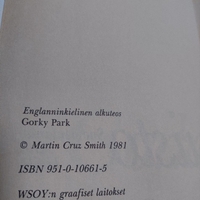 Englanninkielinen alkuteos
Gorky Park
© Martin Cruz Smith 1981
ISBN 951-0-10661-5
WSOY:n graafiset laitokset